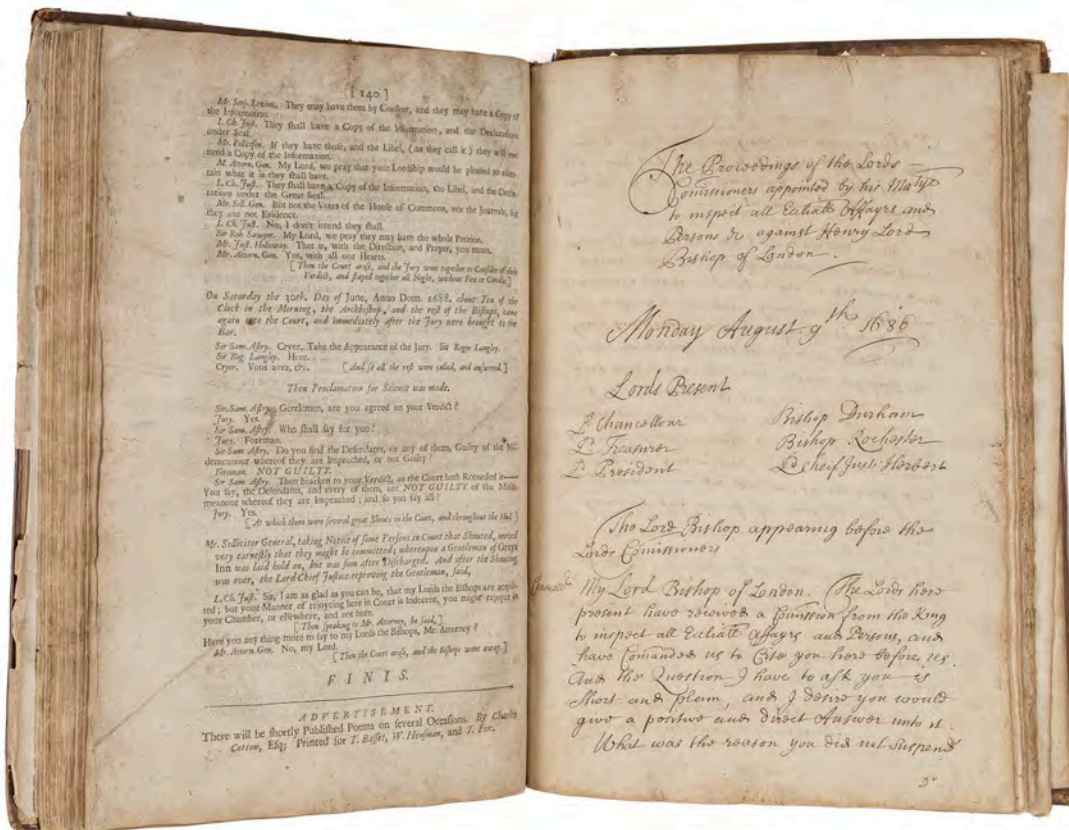 [ 140 ]
Mr. Serj. Levinz. They may have them by Consent, and they may have a Copy of
the Information.
L. Ch. Just. They shall have a Copy of the Information, and the Declarations
under Seal.
Mr. Pollexfen. If they have those, and the Libel, (as they call it) they will not
need a Copy of the Information.
M. Attorn. Gen. My Lord, we pray that your Lordship would be pleased to ascer-
tain what it is they shall have.
L. Ch. Just. They shall have a Copy of the Information, the Libel, and the Decla-
rations under the Great Seal.
Mr. Soll. Gen. But not the Votes of the House of Commons, nor the Journals, for
they are not Evidence.
L. Ch. Just. No, I don't intend they shall.
Sir Rob. Sawyer. My Lord, we pray they may have the whole Petition.
Mr. Just. Holloway. That is, with the Direction, and Prayer, you mean.
Mr. Attorn. Gen. Yes, with all our Hearts.
[ Then the Court arose, and the Jury went together to Consider of their
Verdict, and stayed together all Night, without Fire or Candle.]
On Saturday the 30th. Day of June, Anno Dom. 1688. about Ten of the
Clock in the Morning, the Archbishop, and the rest of the Bishops, came
again into the Court, and immediately after the Jury were brought to the
Bar.
Sir Sam. Astry. Cryer, Take the Appearance of the Jury. Sir Roger Langley.
Sir Rog. Langley. Here.
Cryer. Vous avez, &c. [And so all the rest were called, and answered.]
Then Proclamation for Silence was made.
Sir Sam. Astry. Gentlemen, are you agreed on your Verdict?
Jury. Yes.
Sir Sam. Astry. Who shall say for you?
Jury. Foreman.
Sir Sam. Astry. Do you find the Defendants, or any of them, Guilty of the Mis-
demeanour whereof they are Impeached, or not Guilty?
Foreman. NOT GUILTY.
Sir Sam. Astry. Then hearken to your Verdict, as the Court hath Recorded it—
You say, the Defendants, and every of them, are NOT GUILTY of the Misde-
meanour whereof they are Impeached; and so you say all?
Jury. Yes.
[ At which there were several great Shouts in the Court, and throughout the Hall.]
Mr. Sollicitor General, taking Notice of some Persons in Court that Shouted, moved
very earnestly that they might be committed; whereupon a Gentleman of Grays
Inn was laid hold on, but was soon after Discharged. And after the Shouting
was over, the Lord Chief Justice reproving the Gentleman, said,
L. Ch. Just. Sir, I am as glad as you can be, that my Lords the Bishops are acquit-
ted; but your Manner of rejoycing here in Court is Indecent, you might rejoyce in
your Chamber, or elsewhere, and not here.
[ Then speaking to Mr. Attorney, he said,]
Have you any thing more to say to my Lords the Bishops, Mr. Attorney?
Mr. Attorn. Gen. No, my Lord.
[Then the Court arose, and the Bishops went away.]
FINIS.
ADVERTISEMENT.
There will be shortly Published Poems on several Occasions. By Charles
Cotton, Esq; Printed for T. Basset, W. Hensman, and T. Fox.
The Proceedings of the Lords
Comissioners appointed by his Matye
to inspect all Eccliatt Affayrs and
Persons &c against Henry Lord
Bishop of London.
Monday August 9th 1686
Lords Present
Ld Chancellour Bishop Durham
Ld Treasurer Bishop Rochester
Ld President Ld Cheif Just: Herbert
The Lord Bishop appearing before the
Lords Comissioners
My Lord Bishop of London. The Lords here
present have received a Comission from the King
to inspect all Eccliatt Affayrs and Persons, and
have Comanded us to Cite you here before us.
And the Question I have to ask you is
Short and plain, and I desire you would
give a positive and direct Answer unto it.
What was the reason you did not Suspend
Dr